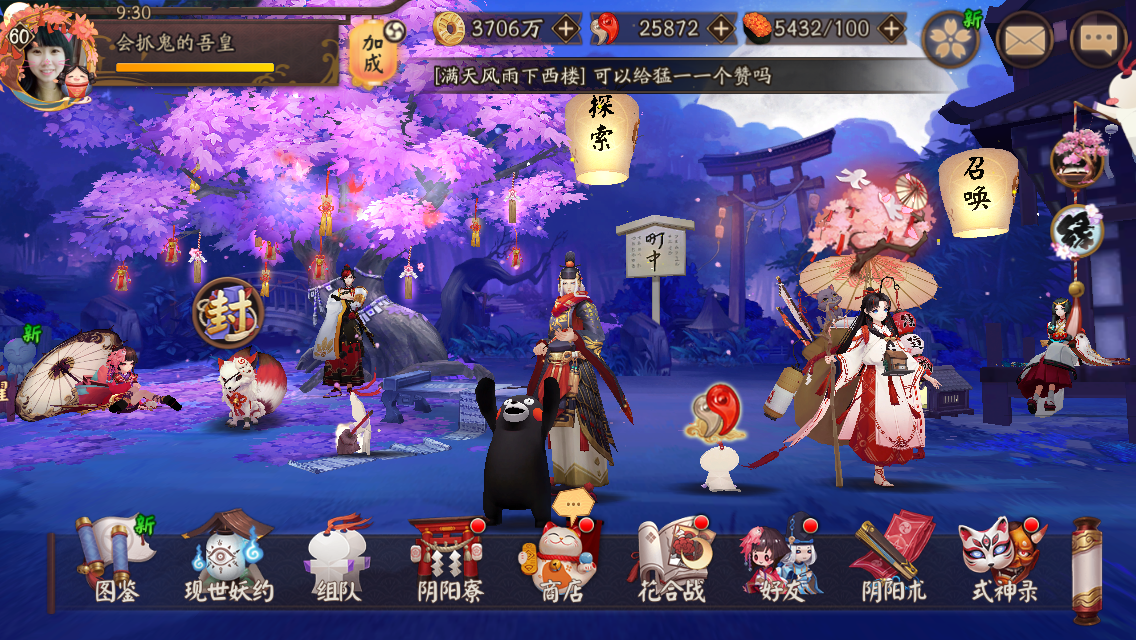 9:30
60
会抓鬼的吾皇
加成
3706万
25872
5432/100
新
[满天风雨下西楼] 可以给猛一一个赞吗
探索
召唤
町中
缘
封
新
新
图鉴
现世妖约
组队
阴阳寮
商店
花合战
好友
阴阳术
式神录